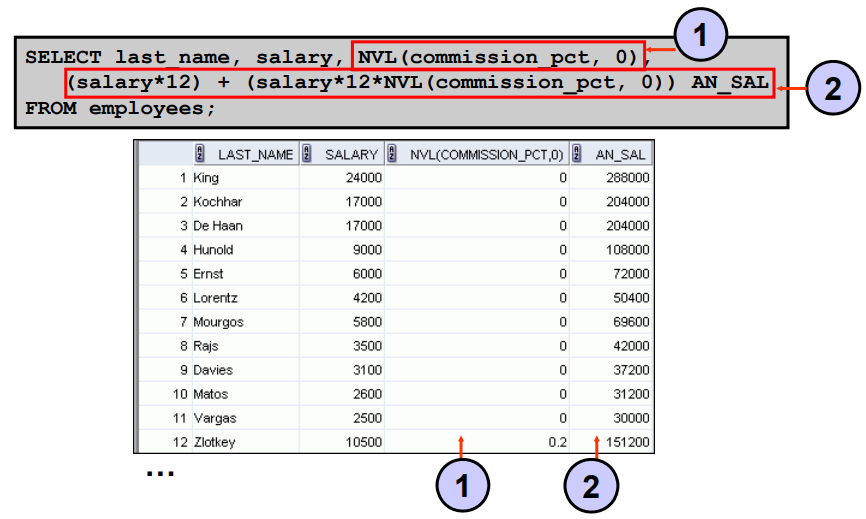 1
SELECT last_name, salary, NVL(commission_pct, 0),
(salary*12) + (salary*12*NVL(commission_pct, 0)) AN_SAL
2
FROM employees;
LAST_NAME SALARY NVL(COMMISSION_PCT,0) AN_SAL
1 King 24000 0 288000
2 Kochhar 17000 0 204000
3 De Haan 17000 0 204000
4 Hunold 9000 0 108000
5 Ernst 6000 0 72000
6 Lorentz 4200 0 50400
7 Mourgos 5800 0 69600
8 Rajs 3500 0 42000
9 Davies 3100 0 37200
10 Matos 2600 0 31200
11 Vargas 2500 0 30000
12 Zlotkey 10500 0.2 151200
...
1 2